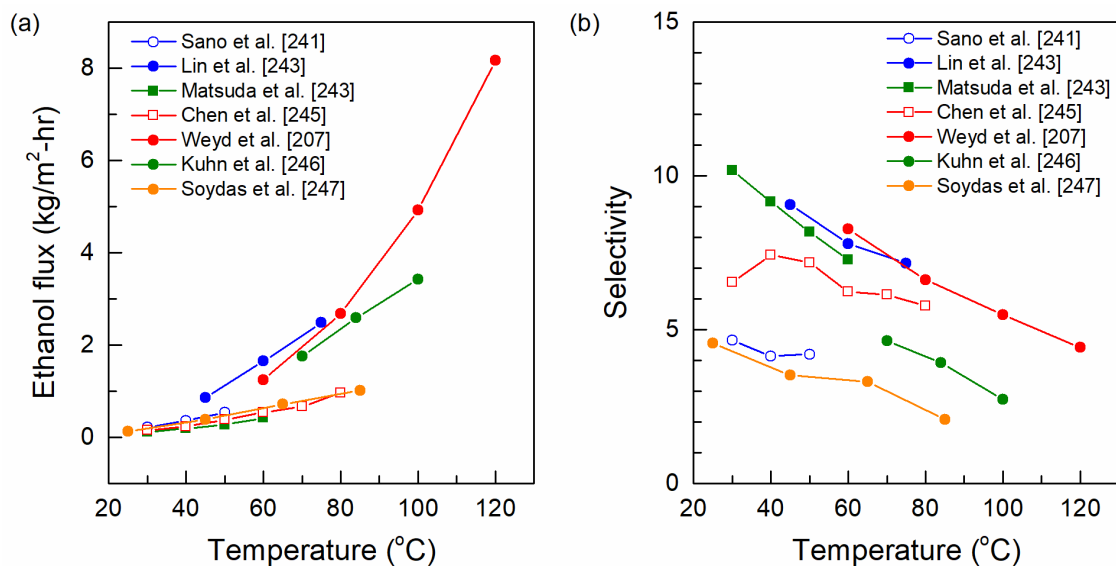 (a)
Sano et al. [241]
Lin et al. [243]
Matsuda et al. [243]
Chen et al. [245]
Weyd et al. [207]
Kuhn et al. [246]
Soydas et al. [247]
Ethanol flux (kg/m²-hr)
8
6
4
2
0
20 40 60 80 100 120
Temperature (°C)
(b)
Sano et al. [241]
Lin et al. [243]
Matsuda et al. [243]
Chen et al. [245]
Weyd et al. [207]
Kuhn et al. [246]
Soydas et al. [247]
Selectivity
15
10
5
0
20 40 60 80 100 120
Temperature (°C)